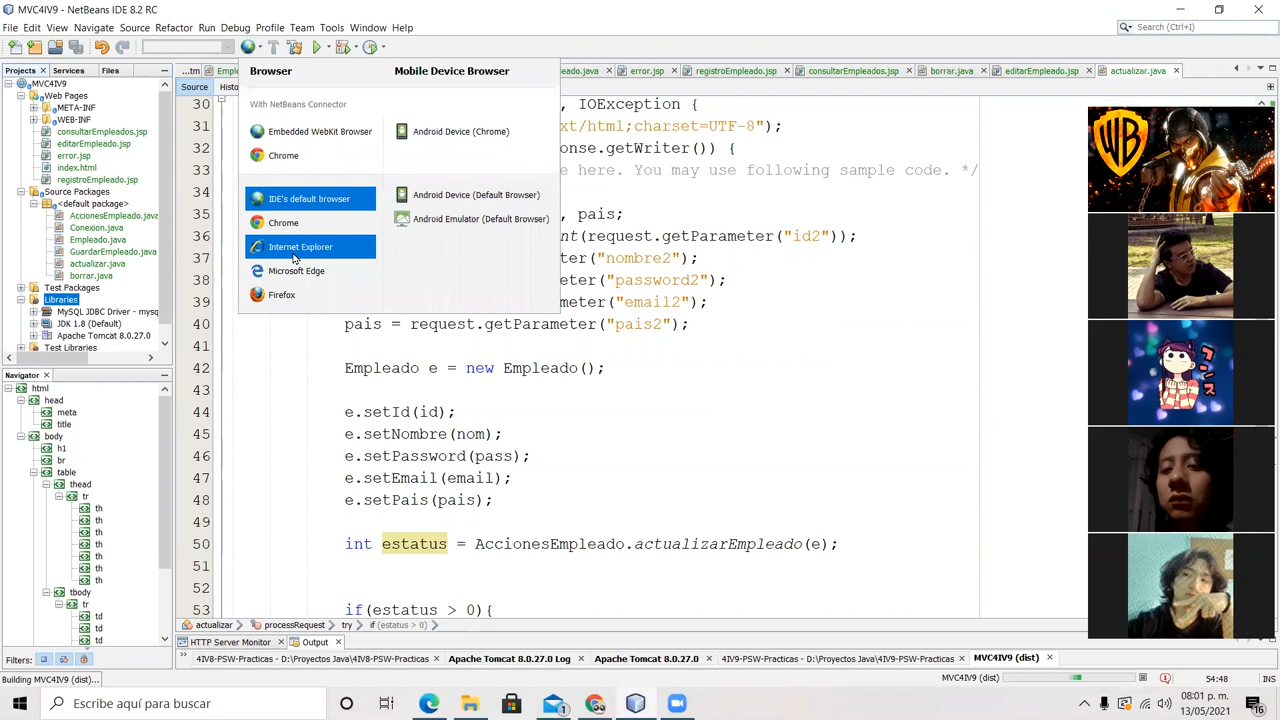 MVC4IV9 - NetBeans IDE 8.2 RC
File Edit View Navigate Source Refactor Run Debug Profile Team Tools Window Help
Search (Ctrl+I)
Projects Services Files
...tm
error.jsp registroEmpleado.jsp consultarEmpleados.jsp borrar.java editarEmpleado.jsp actualizar.java
Source
MVC4IV9
Web Pages
META-INF
WEB-INF
consultarEmpleados.jsp
editarEmpleado.jsp
error.jsp
index.html
registroEmpleado.jsp
Source Packages
<default package>
AccionesEmpleado.java
Conexion.java
Empleado.java
GuardarEmpleado.java
actualizar.java
borrar.java
Test Packages
Libraries
MySQL JDBC Driver - mysq
JDK 1.8 (Default)
Apache Tomcat 8.0.27.0
Test Libraries
Navigator
html
head
meta
title
body
h1
br
table
thead
tr
th
th
th
th
th
th
th
tbody
tr
td
td
td
Filters:
Browser
With NetBeans Connector
Embedded WebKit Browser
Chrome
IDE's default browser
Chrome
Internet Explorer
Microsoft Edge
Firefox
Mobile Device Browser
Android Device (Chrome)
Android Device (Default Browser)
Android Emulator (Default Browser)
30 , IOException {
31 xt/html;charset=UTF-8");
32 onse.getWriter()) {
33 e here. You may use following sample code. */
34
35 , pais;
36 nt(request.getParameter("id2"));
37 ter("nombre2");
38 meter("password2");
39 ameter("email2");
40 pais = request.getParameter("pais2");
41
42 Empleado e = new Empleado();
43
44 e.setId(id);
45 e.setNombre(nom);
46 e.setPassword(pass);
47 e.setEmail(email);
48 e.setPais(pais);
49
50 int estatus = AccionesEmpleado.actualizarEmpleado(e);
51
52
53 if(estatus > 0){
actualizar processRequest try if (estatus > 0)
HTTP Server Monitor Output
4IV8-PSW-Practicas - D:\Proyectos Java\4IV8-PSW-Practicas Apache Tomcat 8.0.27.0 Log Apache Tomcat 8.0.27.0 4IV9-PSW-Practicas - D:\Proyectos Java\4IV9-PSW-Practicas MVC4IV9 (dist)
Building MVC4IV9 (dist)...
MVC4IV9 (dist)
54:48 INS
WB
フンス
Escribe aquí para buscar
08:01 p. m.
13/05/2021
1
16